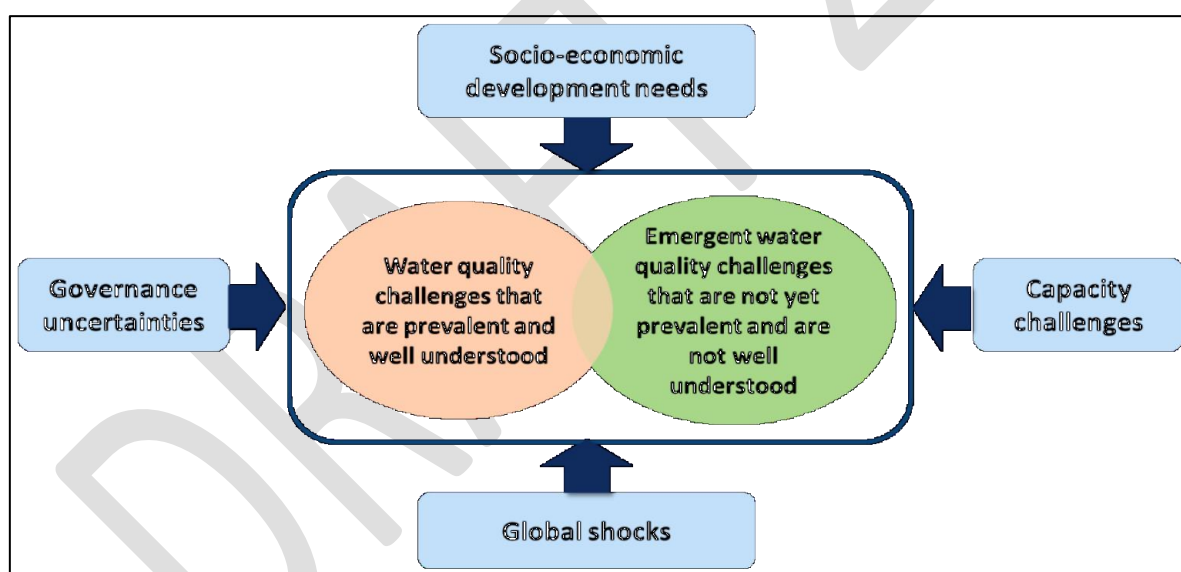 Socio-economic
development needs
Governance
uncertainties
Water quality
challenges that
are prevalent and
well understood
Emergent water
quality challenges
that are not yet
prevalent and are
not well
understood
Capacity
challenges
Global shocks
DRAFT 2